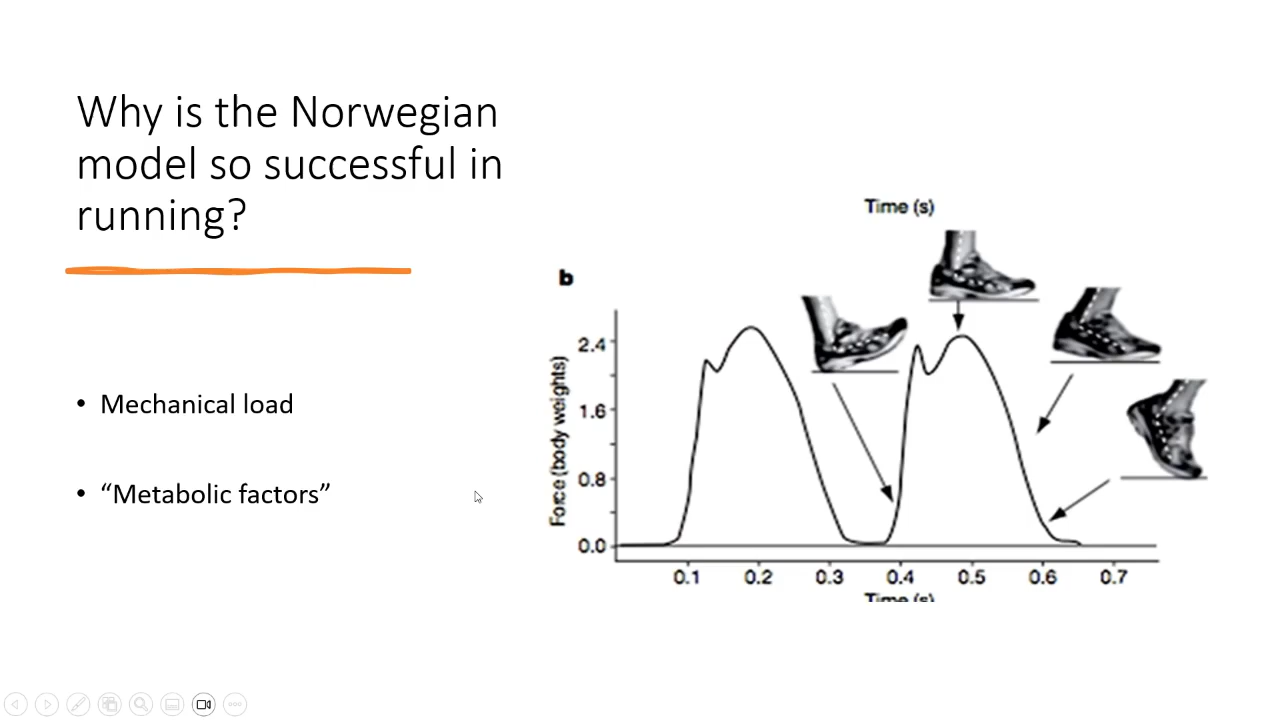 Why is the Norwegian
model so successful in
running?
• Mechanical load
• “Metabolic factors”
Time (s)
b
Force (body weights)
2.4
1.6
0.8
0.0
0.1 0.2 0.3 0.4 0.5 0.6 0.7
Time (s)